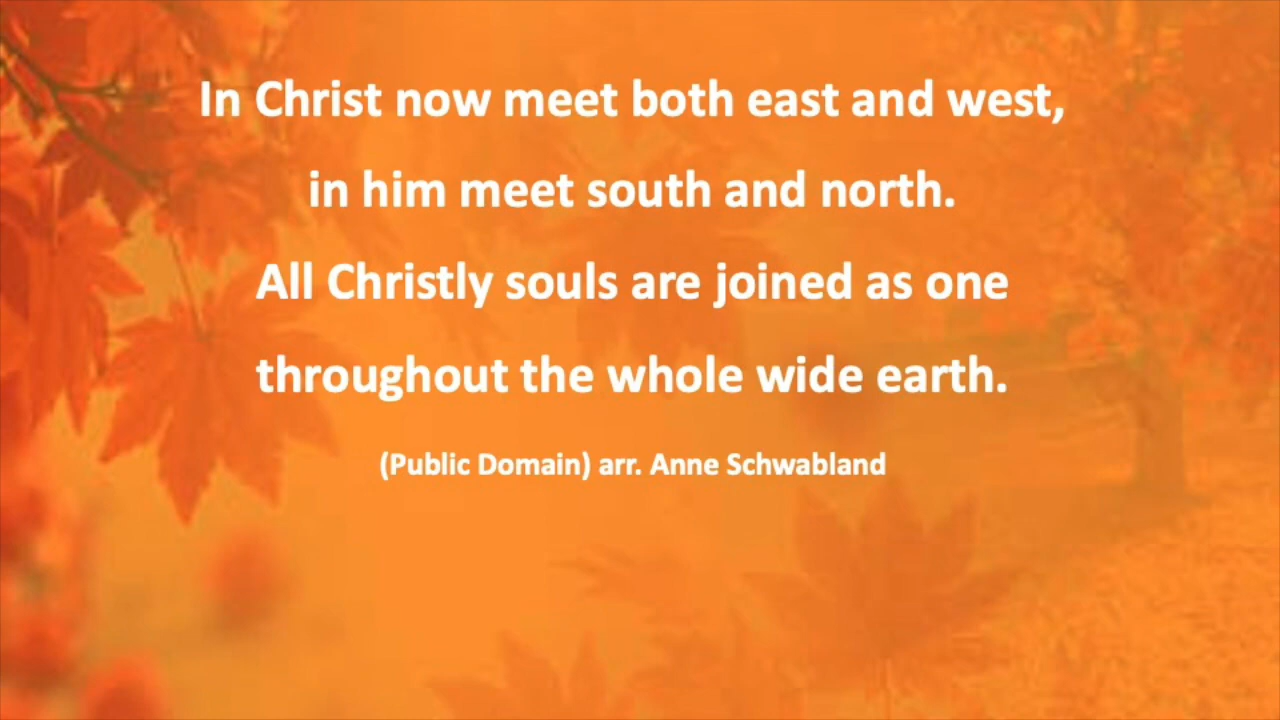 In Christ now meet both east and west,
in him meet south and north.
All Christly souls are joined as one
throughout the whole wide earth.
(Public Domain) arr. Anne Schwabland